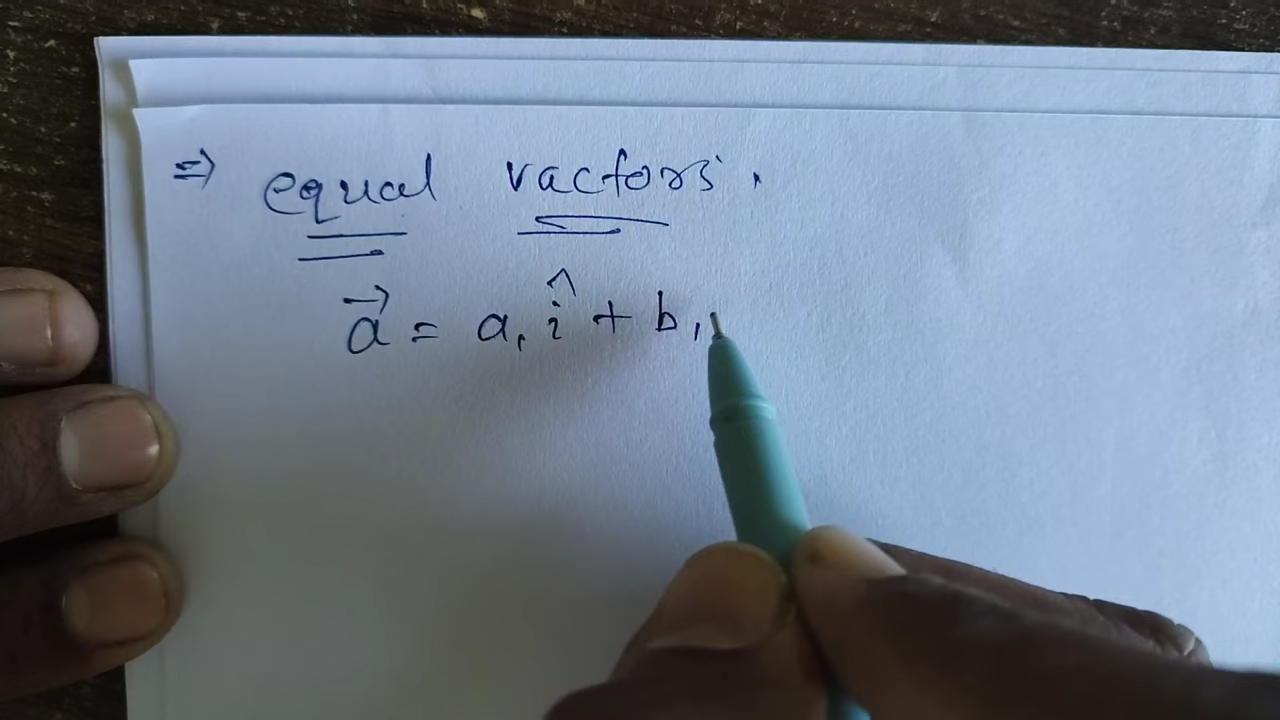 ⇒ equal vactors.
→a = a₁ î + b₁